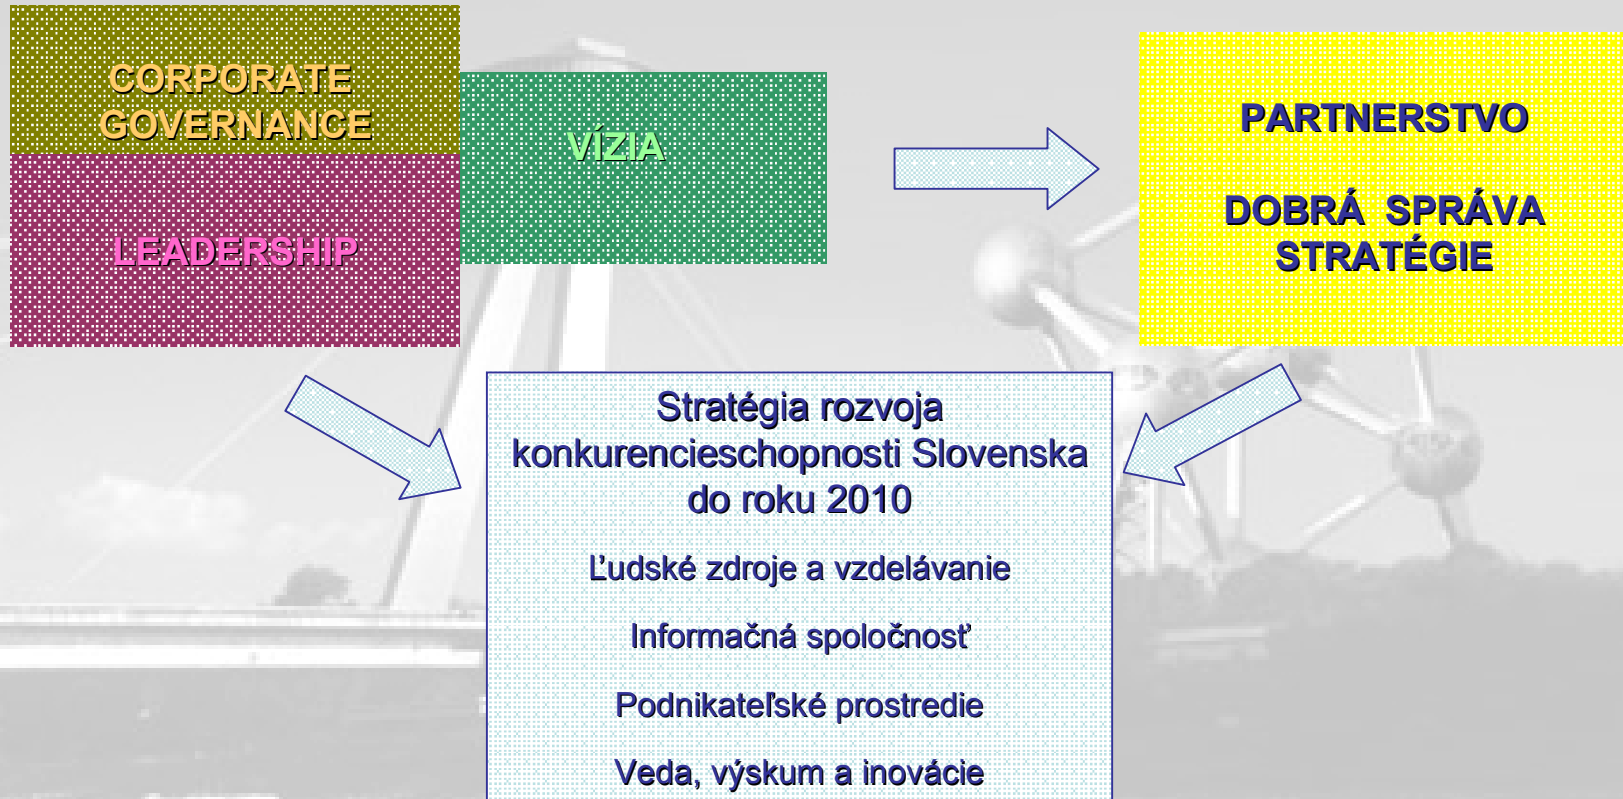 CORPORATE
GOVERNANCE
LEADERSHIP
VÍZIA
PARTNERSTVO
DOBRÁ SPRÁVA
STRATÉGIE
Stratégia rozvoja
konkurencieschopnosti Slovenska
do roku 2010
Ľudské zdroje a vzdelávanie
Informačná spoločnosť
Podnikateľské prostredie
Veda, výskum a inovácie